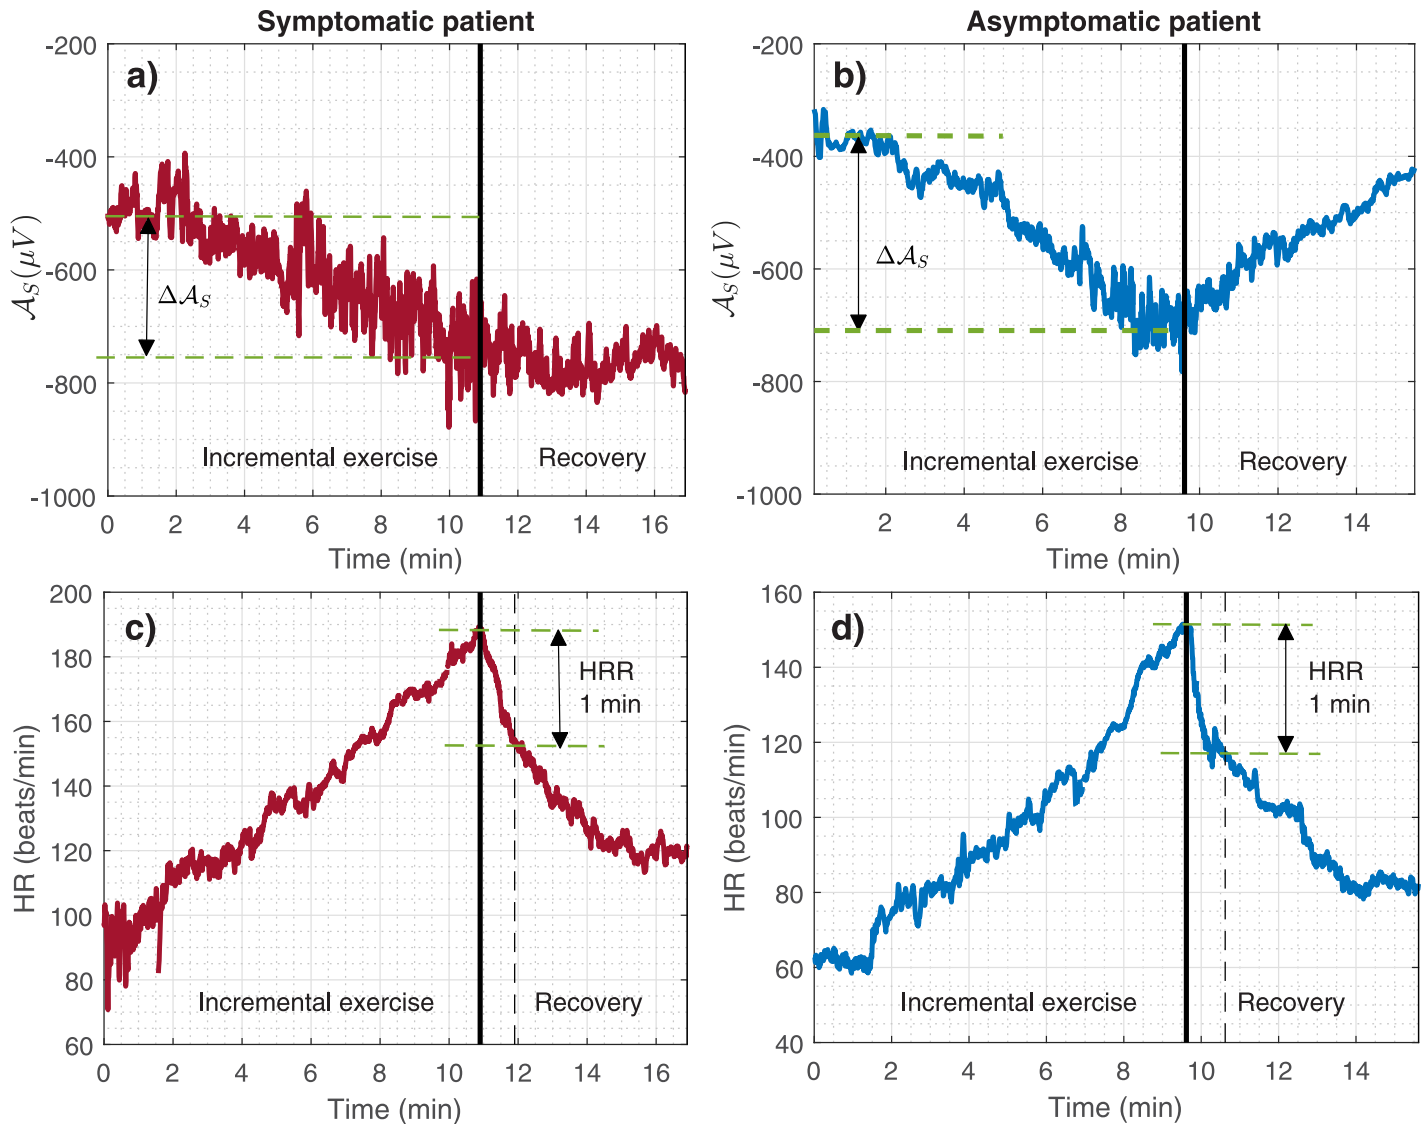 Symptomatic patient
Asymptomatic patient
a)
-200
-400
-600
-800
-1000
𝒜_S(μV)
Δ𝒜_S
Incremental exercise
Recovery
0 2 4 6 8 10 12 14 16
Time (min)
b)
-200
-400
-600
-800
-1000
𝒜_S(μV)
Δ𝒜_S
Incremental exercise
Recovery
2 4 6 8 10 12 14
Time (min)
c)
200
180
160
140
120
100
80
60
HR (beats/min)
HRR
1 min
Incremental exercise
Recovery
0 2 4 6 8 10 12 14 16
Time (min)
d)
160
140
120
100
80
60
40
HR (beats/min)
HRR
1 min
Incremental exercise
Recovery
0 2 4 6 8 10 12 14
Time (min)